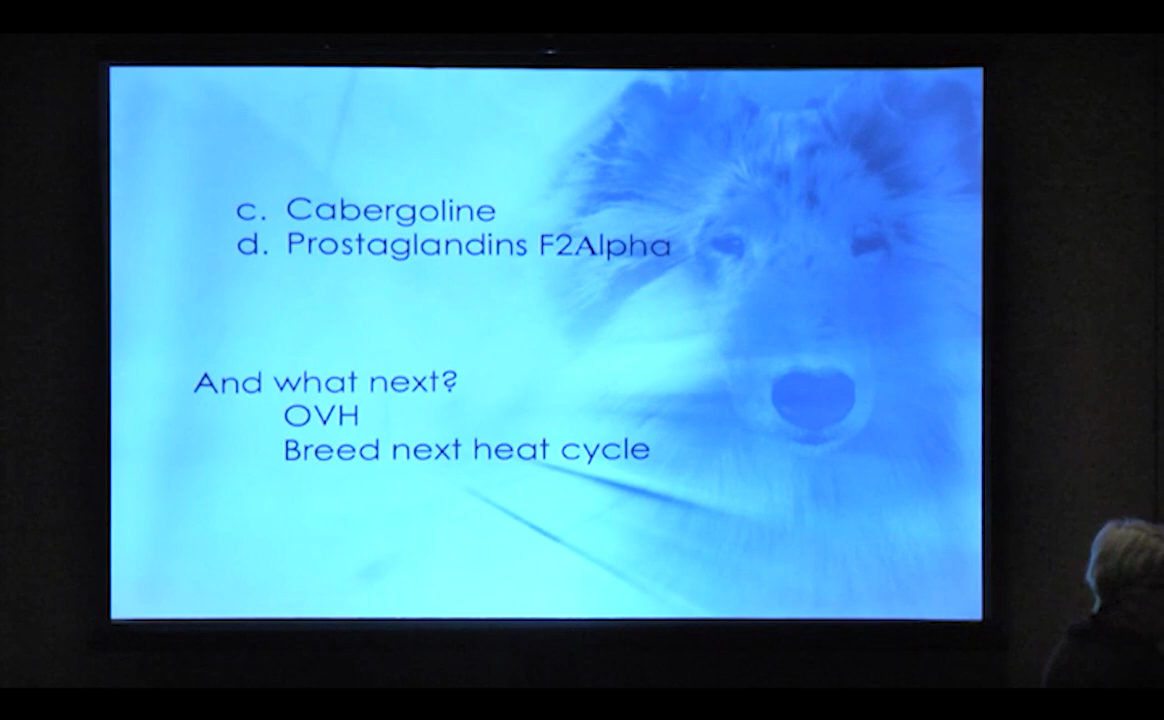 c. Cabergoline
d. Prostaglandins F2Alpha
And what next?
OVH
Breed next heat cycle